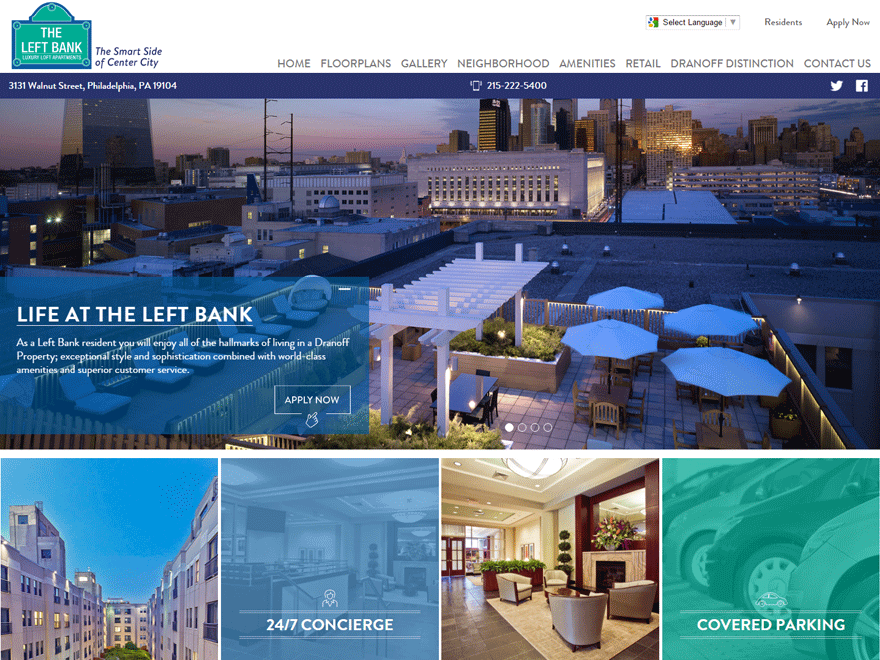 THE
LEFT BANK
LUXURY LOFT APARTMENTS
The Smart Side
of Center City
Select Language
Residents
Apply Now
HOME FLOORPLANS GALLERY NEIGHBORHOOD AMENITIES RETAIL DRANOFF DISTINCTION CONTACT US
3131 Walnut Street, Philadelphia, PA 19104
215-222-5400
LIFE AT THE LEFT BANK
As a Left Bank resident you will enjoy all of the hallmarks of living in a Dranoff
Property; exceptional style and sophistication combined with world-class
amenities and superior customer service.
APPLY NOW
24/7 CONCIERGE
COVERED PARKING